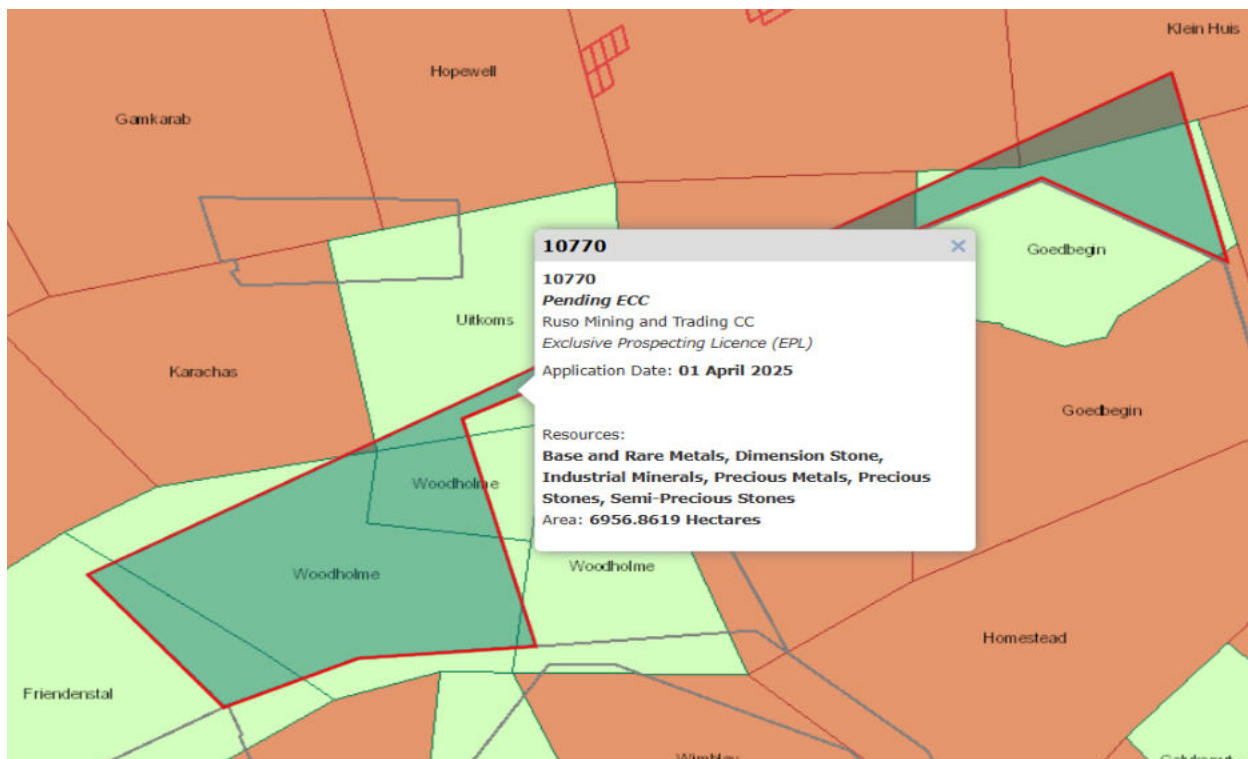 Klein Huis
Hopewell
Gamkarab
10770
×
10770
Pending ECC
Ruso Mining and Trading CC
Exclusive Prospecting Licence (EPL)
Application Date: 01 April 2025
Resources:
Base and Rare Metals, Dimension Stone,
Industrial Minerals, Precious Metals, Precious
Stones, Semi-Precious Stones
Area: 6956.8619 Hectares
Goedbegin
Uitkoms
Karachas
Goedbegin
Woodholme
Woodholme
Woodholme
Homestead
Friendenstal